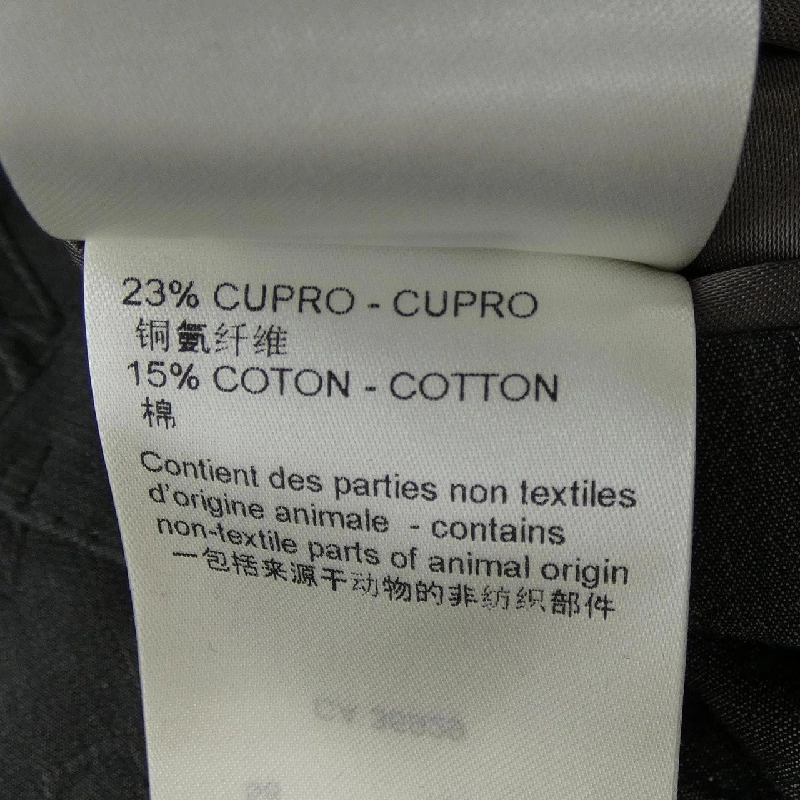 23% CUPRO - CUPRO
铜氨纤维
15% COTON - COTTON
棉
Contient des parties non textiles
d'origine animale - contains
non-textile parts of animal origin
一包括来源于动物的非纺织部件